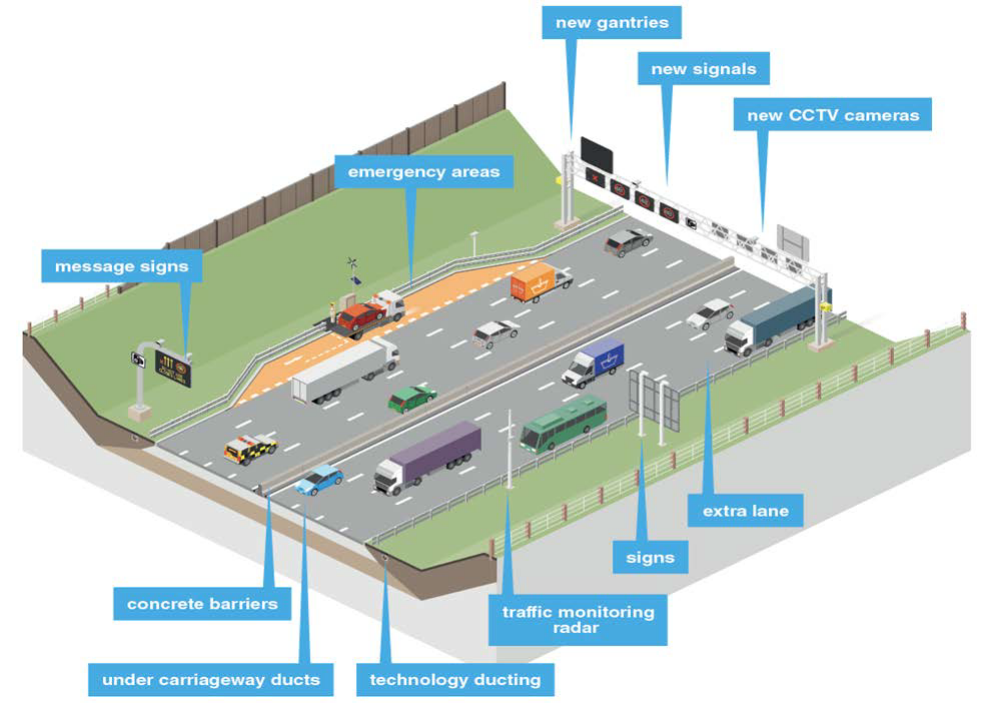 new gantries
new signals
new CCTV cameras
emergency areas
message signs
extra lane
signs
concrete barriers
traffic monitoring
radar
under carriageway ducts
technology ducting